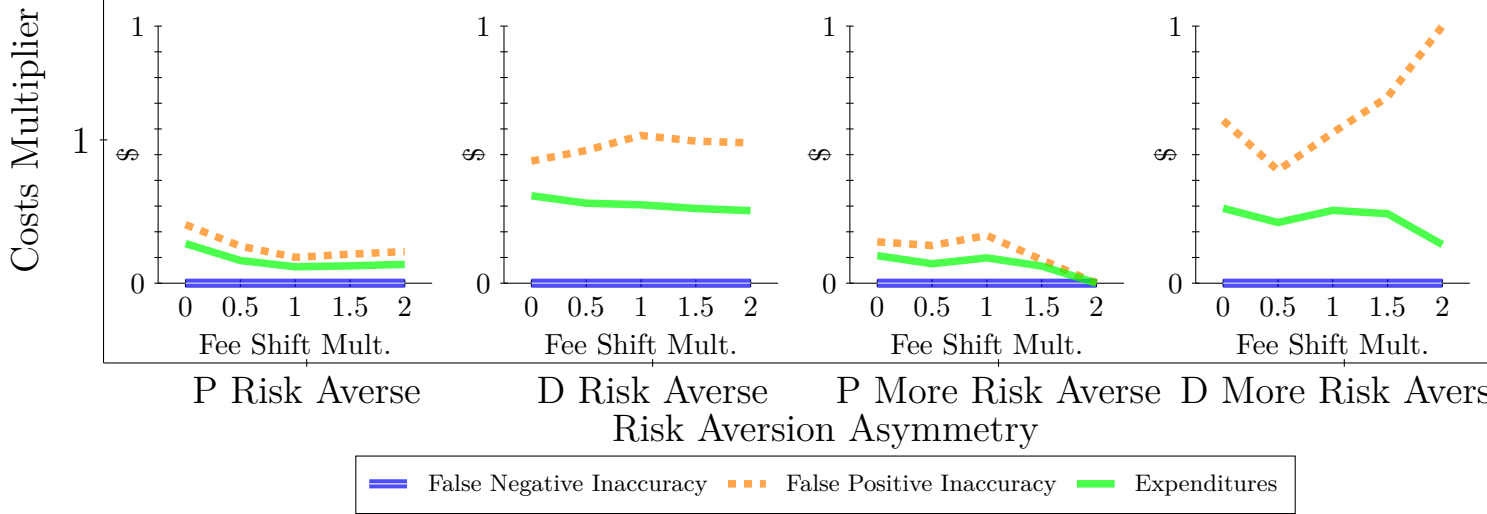 Costs Multiplier
1
1
$
0
0 0.5 1 1.5 2
Fee Shift Mult.
1
$
0
0 0.5 1 1.5 2
Fee Shift Mult.
1
$
0
0 0.5 1 1.5 2
Fee Shift Mult.
1
$
0
0 0.5 1 1.5 2
Fee Shift Mult.
P Risk Averse
D Risk Averse
P More Risk Averse
D More Risk Avers
Risk Aversion Asymmetry
False Negative Inaccuracy False Positive Inaccuracy Expenditures